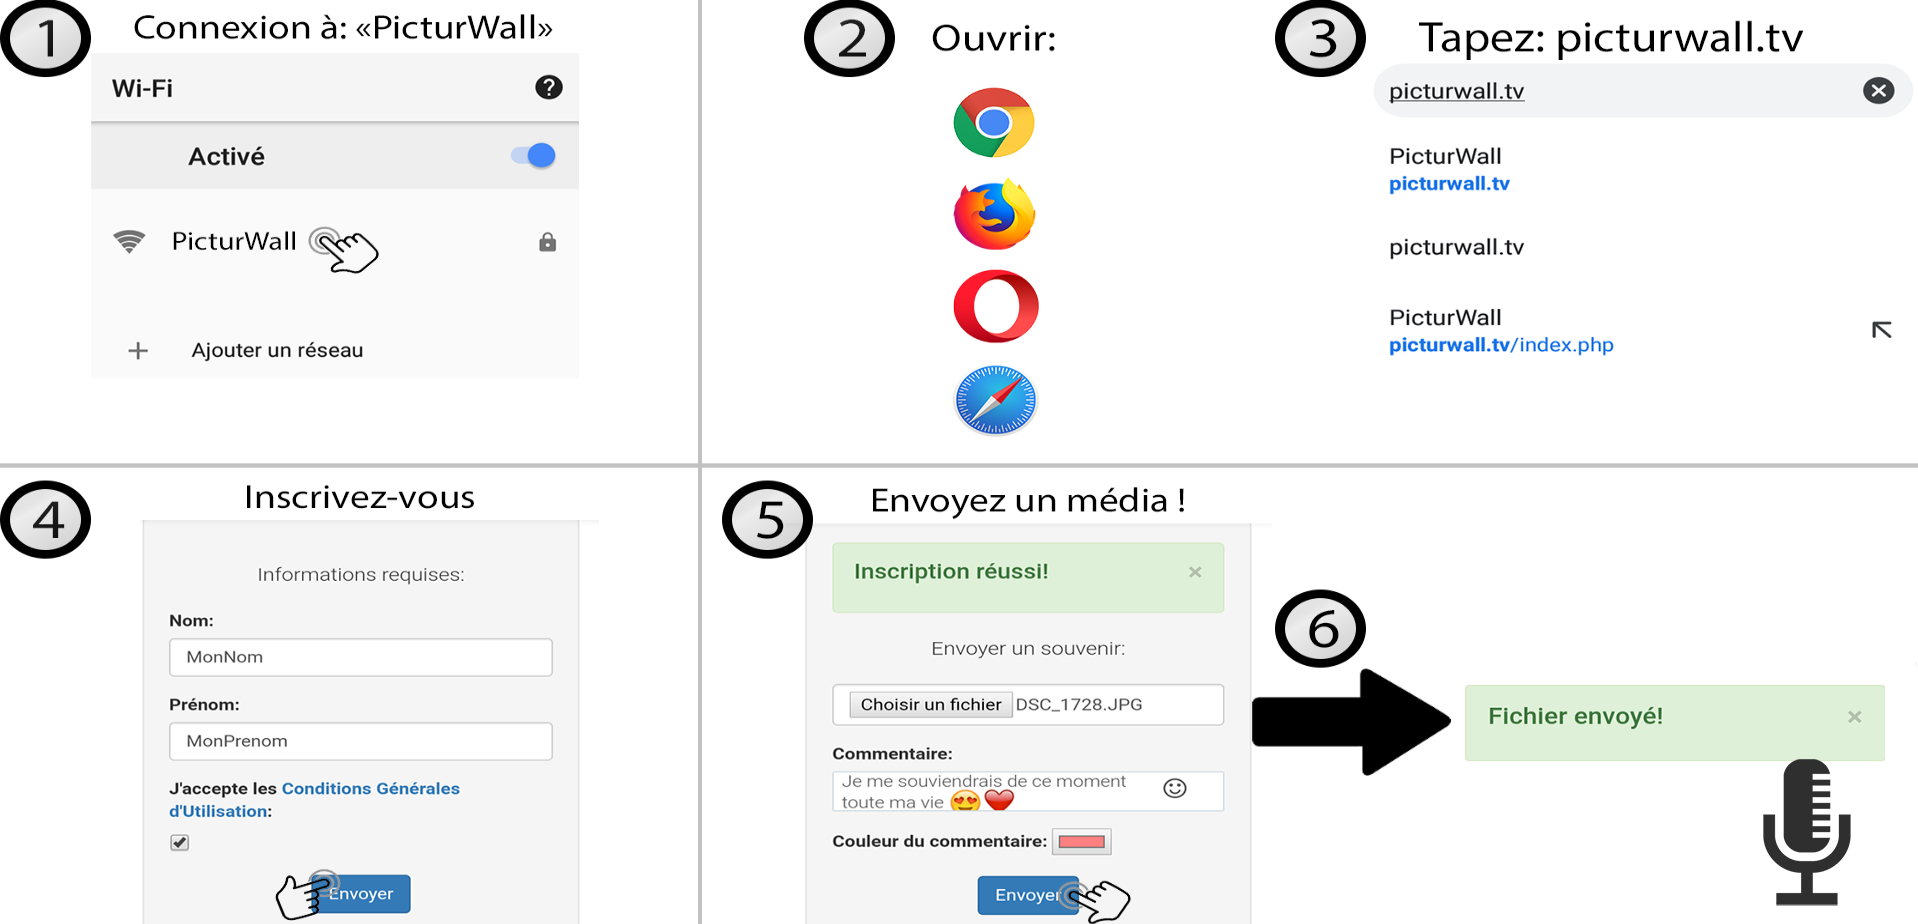 1
Connexion à: «PicturWall»
Wi-Fi
?
Activé
PicturWall
Ajouter un réseau
2
Ouvrir:
3
Tapez: picturwall.tv
picturwall.tv
PicturWall
picturwall.tv
picturwall.tv
PicturWall
picturwall.tv/index.php
4
Inscrivez-vous
Informations requises:
Nom:
MonNom
Prénom:
MonPrenom
J'accepte les Conditions Générales
d'Utilisation:
Envoyer
5
Envoyez un média !
Inscription réussi! ×
Envoyer un souvenir:
Choisir un fichier DSC_1728.JPG
Commentaire:
Je me souviendrais de ce moment
toute ma vie 😍❤️
Couleur du commentaire:
Envoyer
6
Fichier envoyé! ×